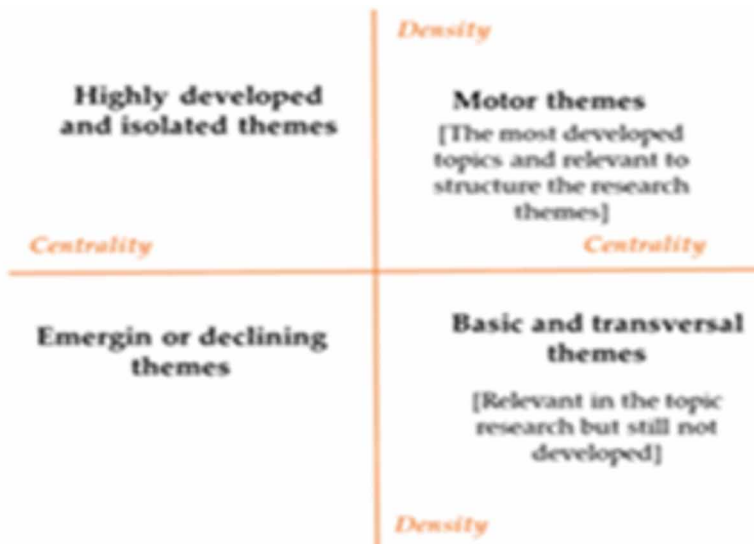 Density
Highly developed
and isolated themes
Motor themes
[The most developed
topics and relevant to
structure the research
themes]
Centrality
Centrality
Emergin or declining
themes
Basic and transversal
themes
[Relevant in the topic
research but still not
developed]
Density